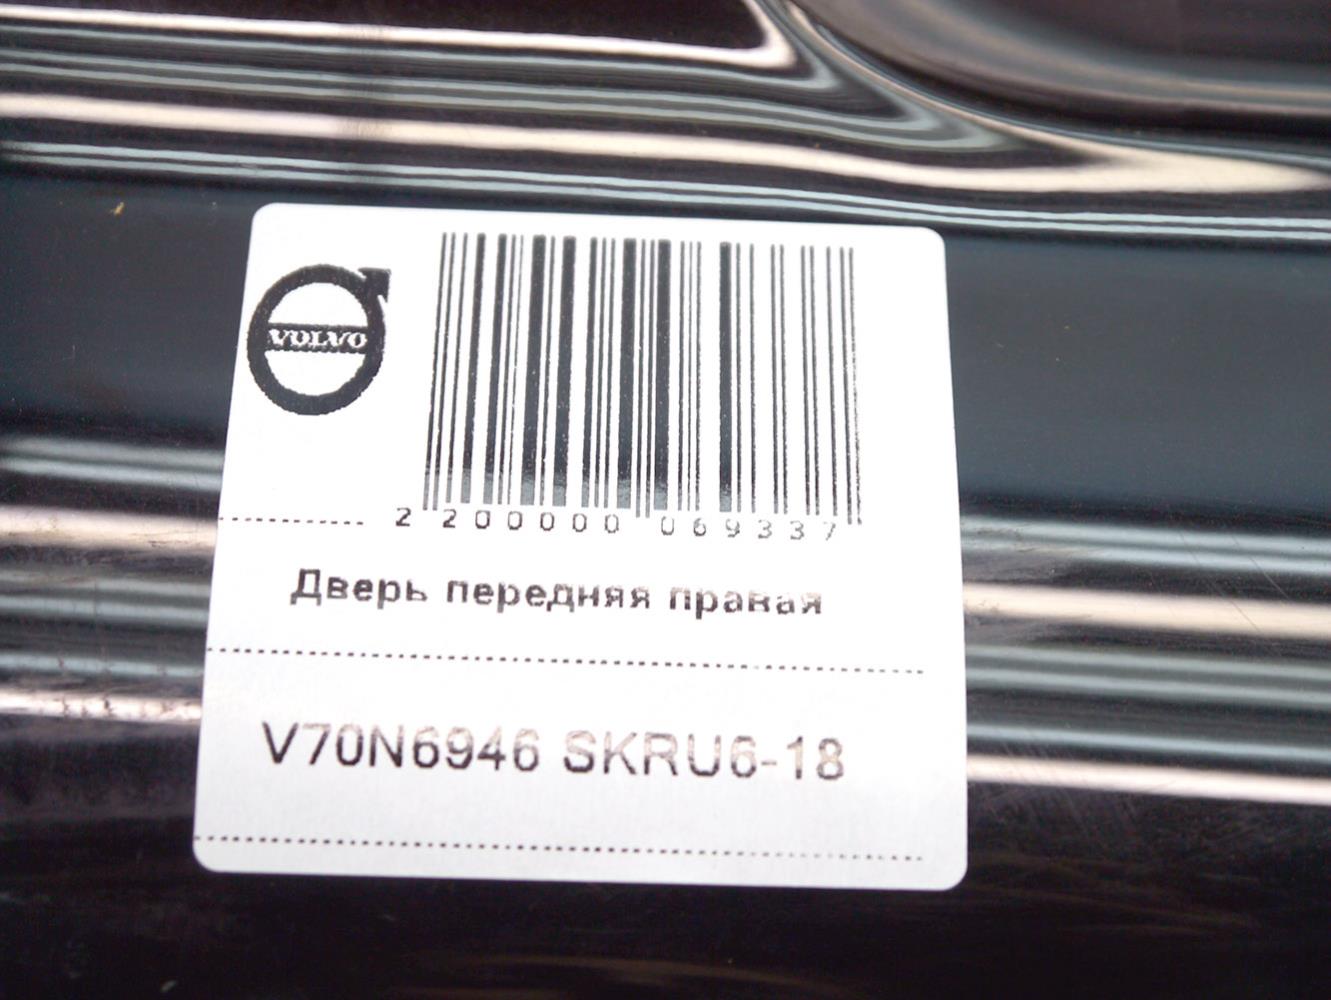 VOLVO
2 200000 069337
Дверь передняя правая
V70N6946 SKRU6-18